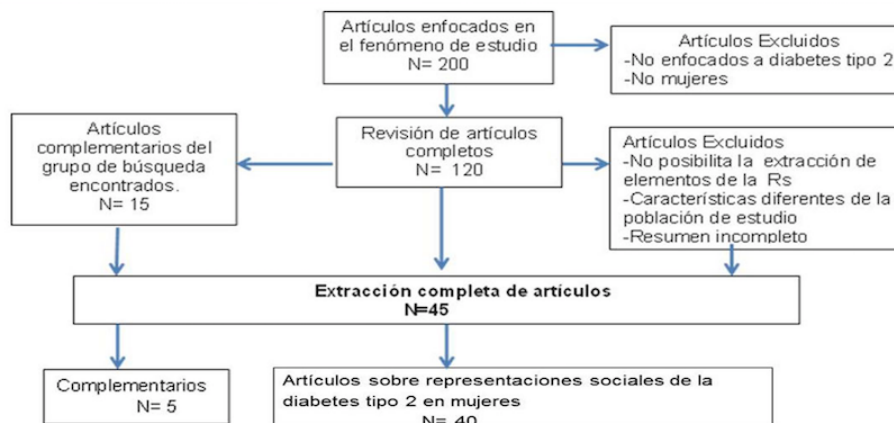 Artículos enfocados en
el fenómeno de estudio
N= 200
Artículos Excluidos
-No enfocados a diabetes tipo 2
-No mujeres
Artículos
complementarios del
grupo de búsqueda
encontrados.
N= 15
Revisión de artículos
completos
N= 120
Artículos Excluidos
-No posibilita la extracción de
elementos de la Rs
-Características diferentes de la
población de estudio
-Resumen incompleto
Extracción completa de artículos
N=45
Complementarios
N= 5
Artículos sobre representaciones sociales de la
diabetes tipo 2 en mujeres
N= 40